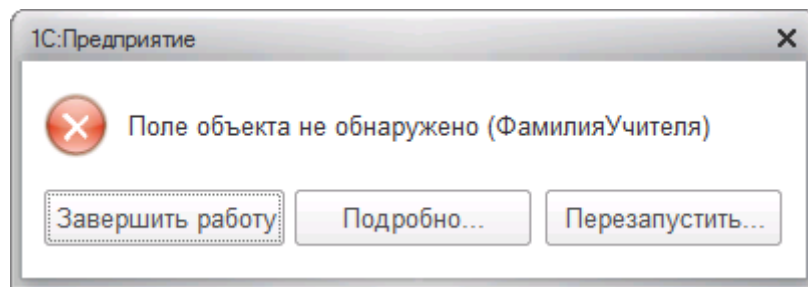 1С:Предприятие
Поле объекта не обнаружено (ФамилияУчителя)
Завершить работу
Подробно...
Перезапустить...